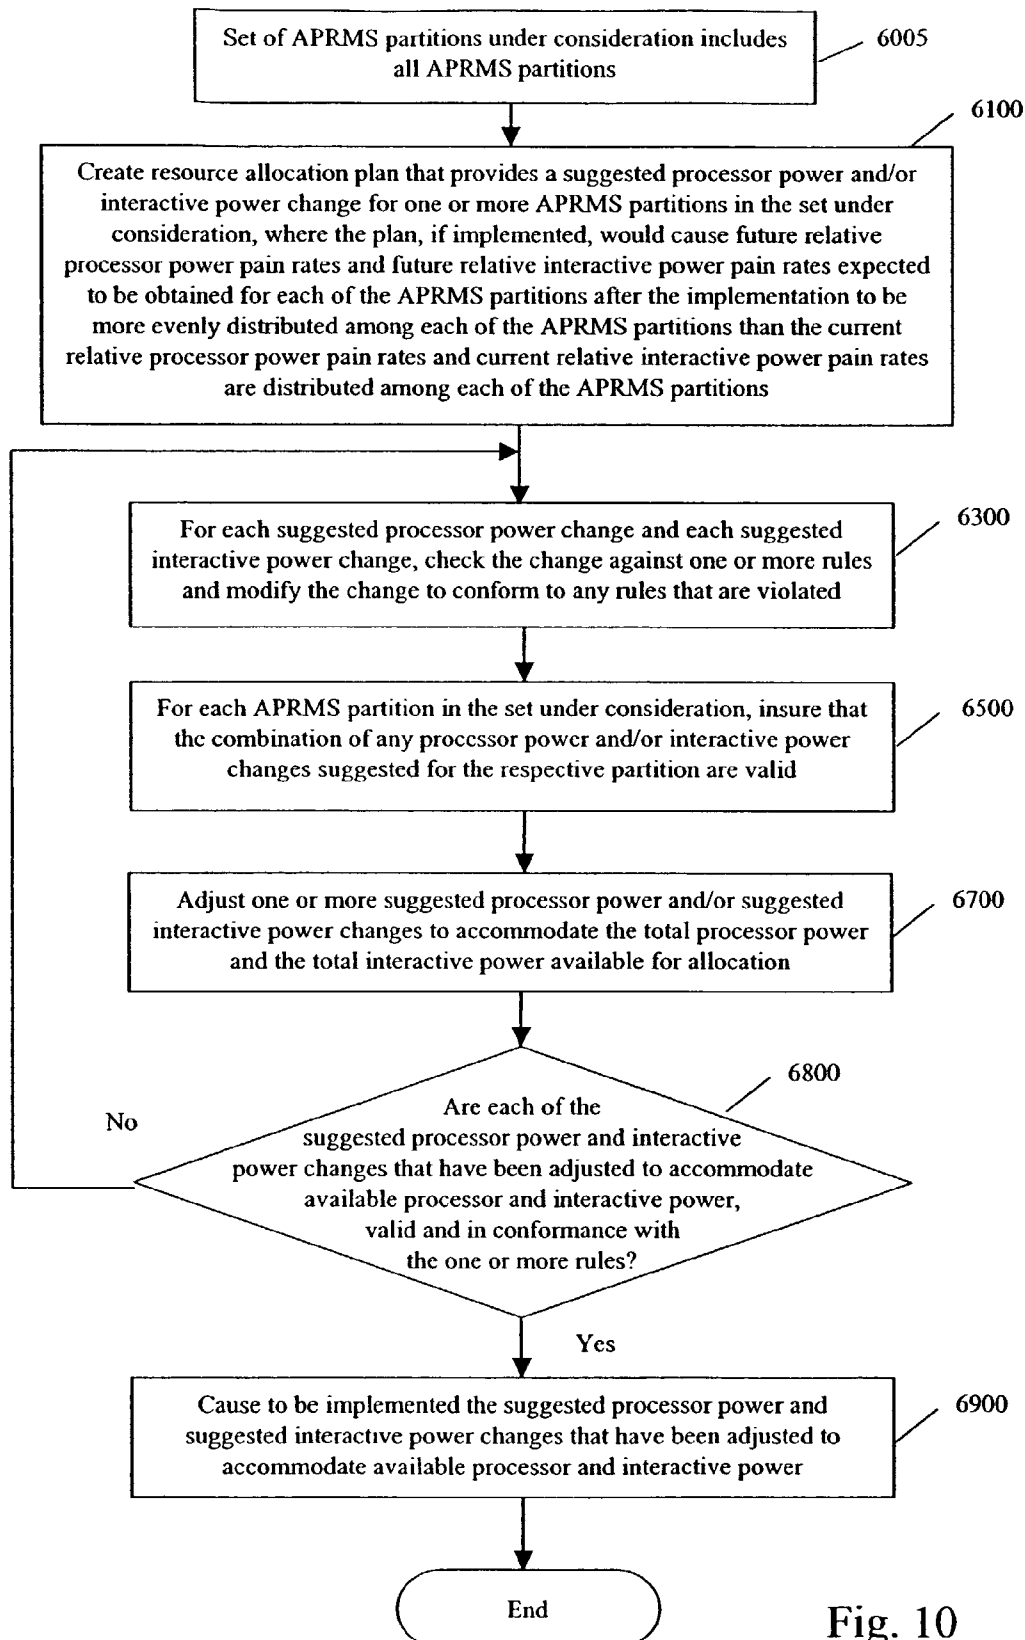 Set of APRMS partitions under consideration includes
all APRMS partitions
6005
6100
Create resource allocation plan that provides a suggested processor power and/or
interactive power change for one or more APRMS partitions in the set under
consideration, where the plan, if implemented, would cause future relative
processor power pain rates and future relative interactive power pain rates expected
to be obtained for each of the APRMS partitions after the implementation to be
more evenly distributed among each of the APRMS partitions than the current
relative processor power pain rates and current relative interactive power pain rates
are distributed among each of the APRMS partitions
6300
For each suggested processor power change and each suggested
interactive power change, check the change against one or more rules
and modify the change to conform to any rules that are violated
6500
For each APRMS partition in the set under consideration, insure that
the combination of any processor power and/or interactive power
changes suggested for the respective partition are valid
6700
Adjust one or more suggested processor power and/or suggested
interactive power changes to accommodate the total processor power
and the total interactive power available for allocation
6800
No
Are each of the
suggested processor power and interactive
power changes that have been adjusted to accommodate
available processor and interactive power,
valid and in conformance with
the one or more rules?
Yes
6900
Cause to be implemented the suggested processor power and
suggested interactive power changes that have been adjusted to
accommodate available processor and interactive power
End
Fig. 10